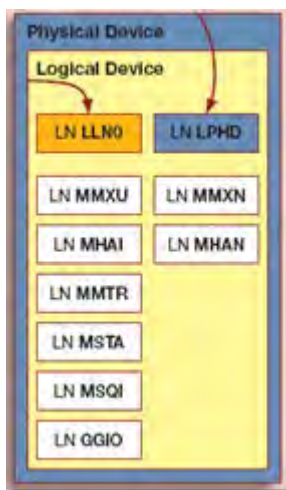 Physical Device
Logical Device
LN LLN0
LN LPHD
LN MMXU
LN MMXN
LN MHAI
LN MHAN
LN MMTR
LN MSTA
LN MSQI
LN GGIO